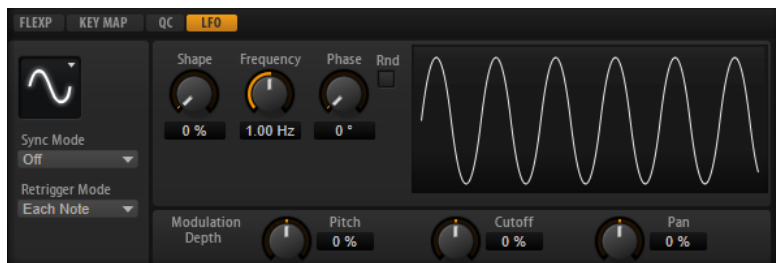 FLEXP KEY MAP QC LFO
Shape Frequency Phase Rnd
0 % 1.00 Hz 0 °
Sync Mode
Off
Retrigger Mode
Each Note
Modulation Depth
Pitch
0 %
Cutoff
0 %
Pan
0 %